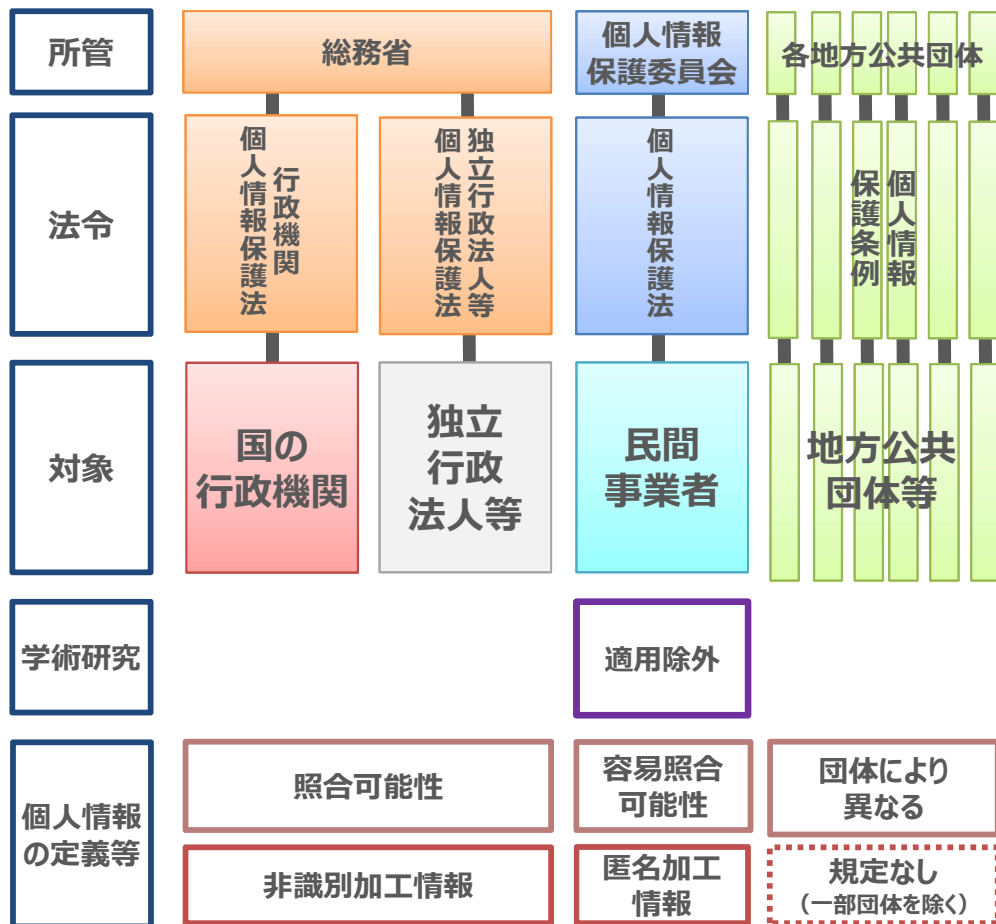 所管
総務省
個人情報
保護委員会
各地方公共団体
法令
行政機関
個人情報保護法
独立行政法人等
個人情報保護法
個人情報保護法
個人情報
保護条例
対象
国の
行政機関
独立
行政
法人等
民間
事業者
地方公共
団体等
学術研究
適用除外
個人情報
の定義等
照合可能性
容易照合
可能性
団体により
異なる
非識別加工情報
匿名加工
情報
規定なし
（一部団体を除く）